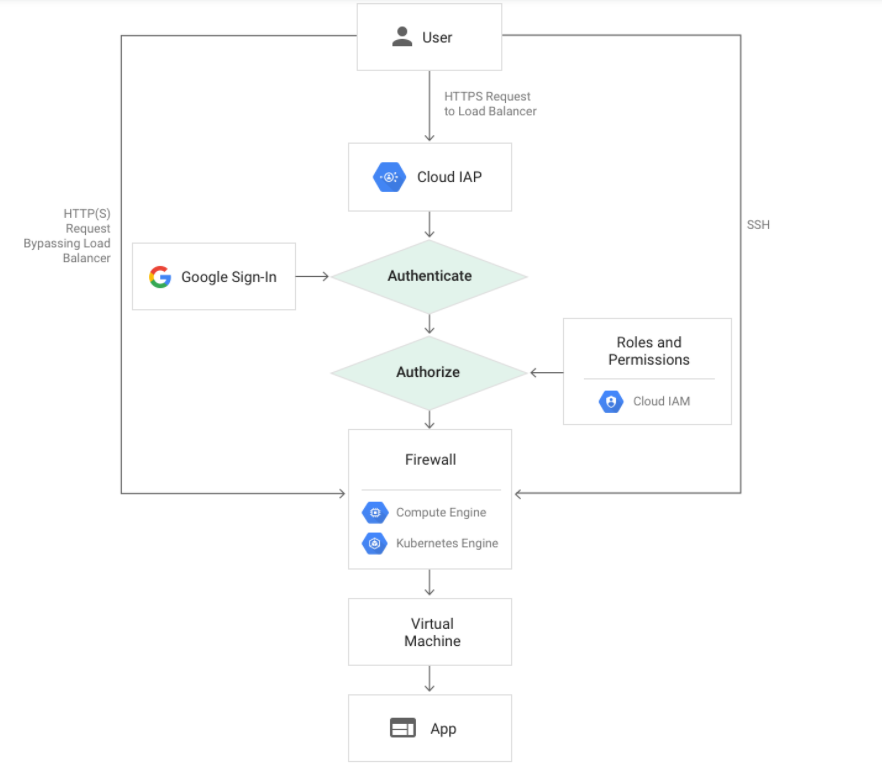 User
HTTPS Request
to Load Balancer
Cloud IAP
HTTP(S)
Request
Bypassing Load
Balancer
SSH
Google Sign-In
Authenticate
Authorize
Roles and
Permissions
Cloud IAM
Firewall
Compute Engine
Kubernetes Engine
Virtual
Machine
App